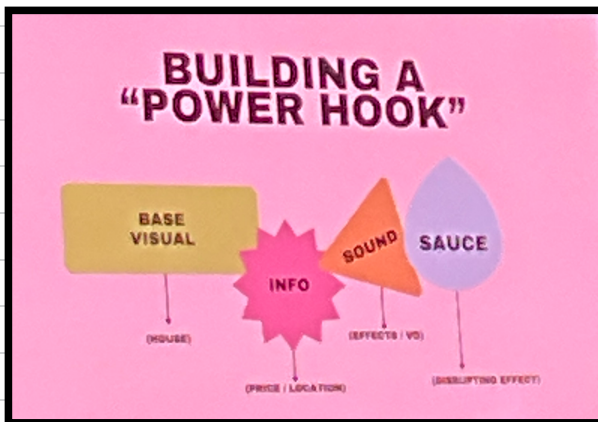 BUILDING A
“POWER HOOK”
BASE
VISUAL
INFO
SOUND
SAUCE
(HOUSE)
(PRICE / LOCATION)
(EFFECTS / VO)
(DISRUPTING EFFECT)